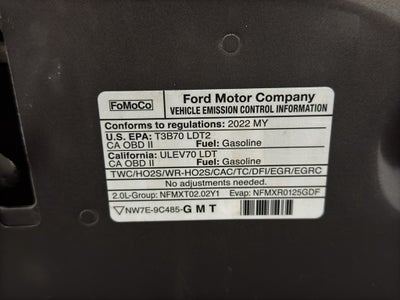 FoMoCo
Ford Motor Company
VEHICLE EMISSION CONTROL INFORMATION
Conforms to regulations: 2022 MY
U.S. EPA: T3B70 LDT2
CA OBD II Fuel: Gasoline
California: ULEV70 LDT
CA OBD II Fuel: Gasoline
TWC/HO2S/WR-HO2S/CAC/TC/DFI/EGR/EGRC
No adjustments needed.
2.0L-Group: NFMXT02.02Y1 Evap: NFMXR0125GDF
NW7E-9C485-G M T